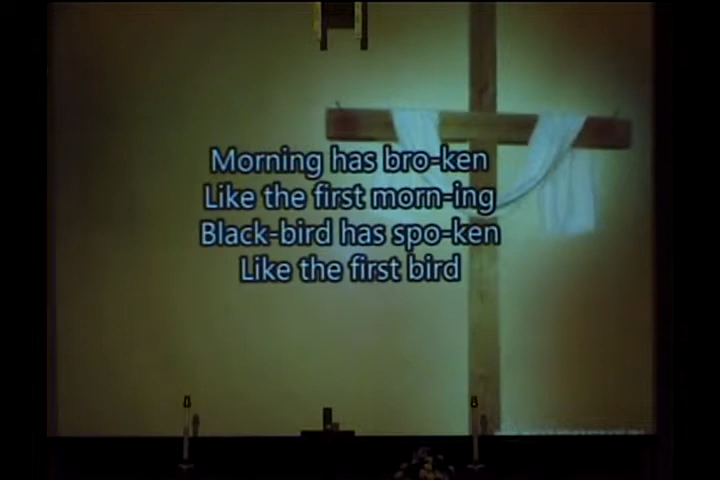 Morning has bro-ken
Like the first morn-ing
Black-bird has spo-ken
Like the first bird